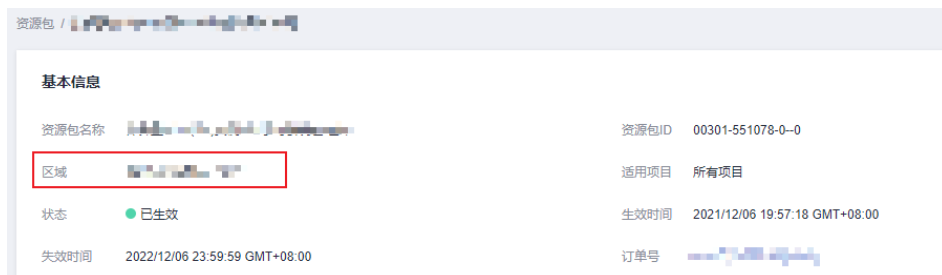 资源包 /
基本信息
资源包名称 资源包ID 00301-551078-0--0
区域 适用项目 所有项目
状态 已生效 生效时间 2021/12/06 19:57:18 GMT+08:00
失效时间 2022/12/06 23:59:59 GMT+08:00 订单号